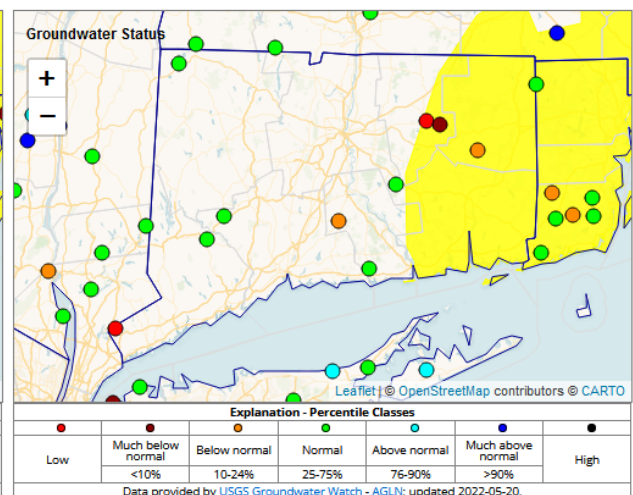 Groundwater Status
+
−
Leaflet | © OpenStreetMap contributors © CARTO
Explanation - Percentile Classes
Low
Much below normal
Below normal
Normal
Above normal
Much above normal
High
<10%
10-24%
25-75%
76-90%
>90%
Data provided by USGS Groundwater Watch - AGLN; updated 2022-05-20.